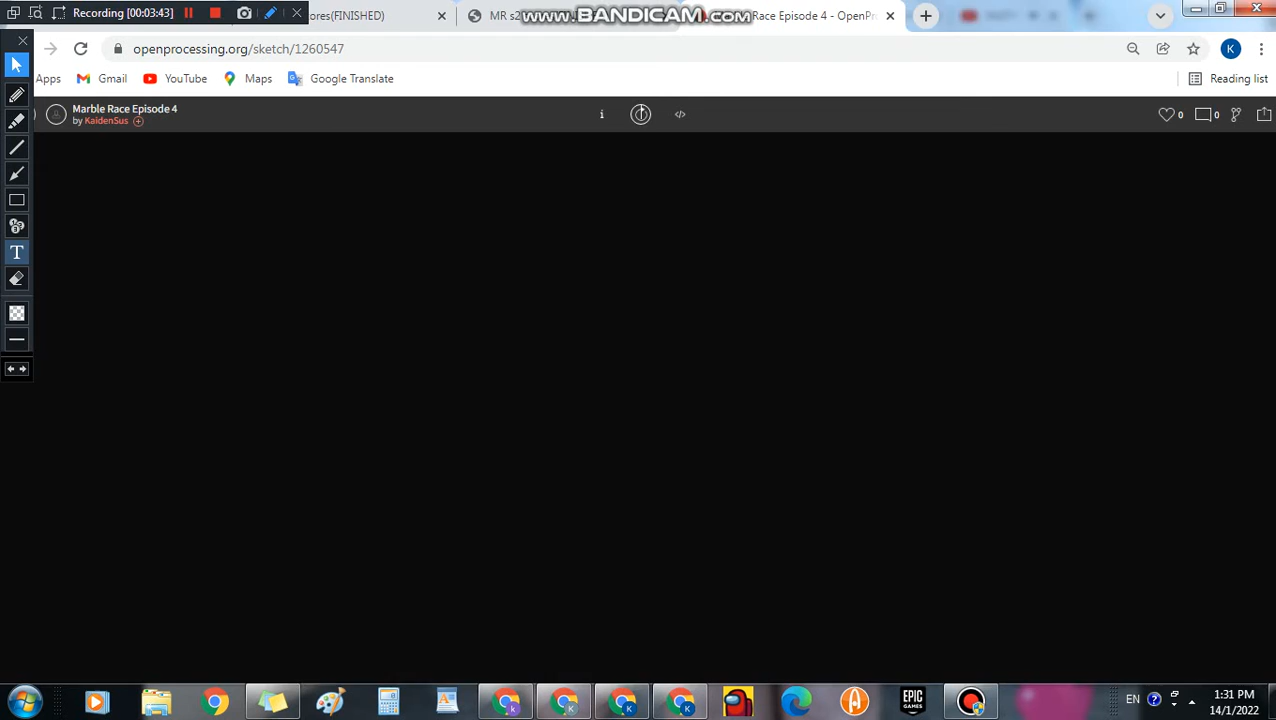 Recording [00:03:43]
ores(FINISHED)
MR s2
www.BANDICAM.com
Race Episode 4 - OpenPr
openprocessing.org/sketch/1260547
K
Apps
Gmail
YouTube
Maps
Google Translate
Reading list
Marble Race Episode 4
by KaidenSus
i
</>
0
0
T
EPIC
GAMES
EN
1:31 PM
14/1/2022